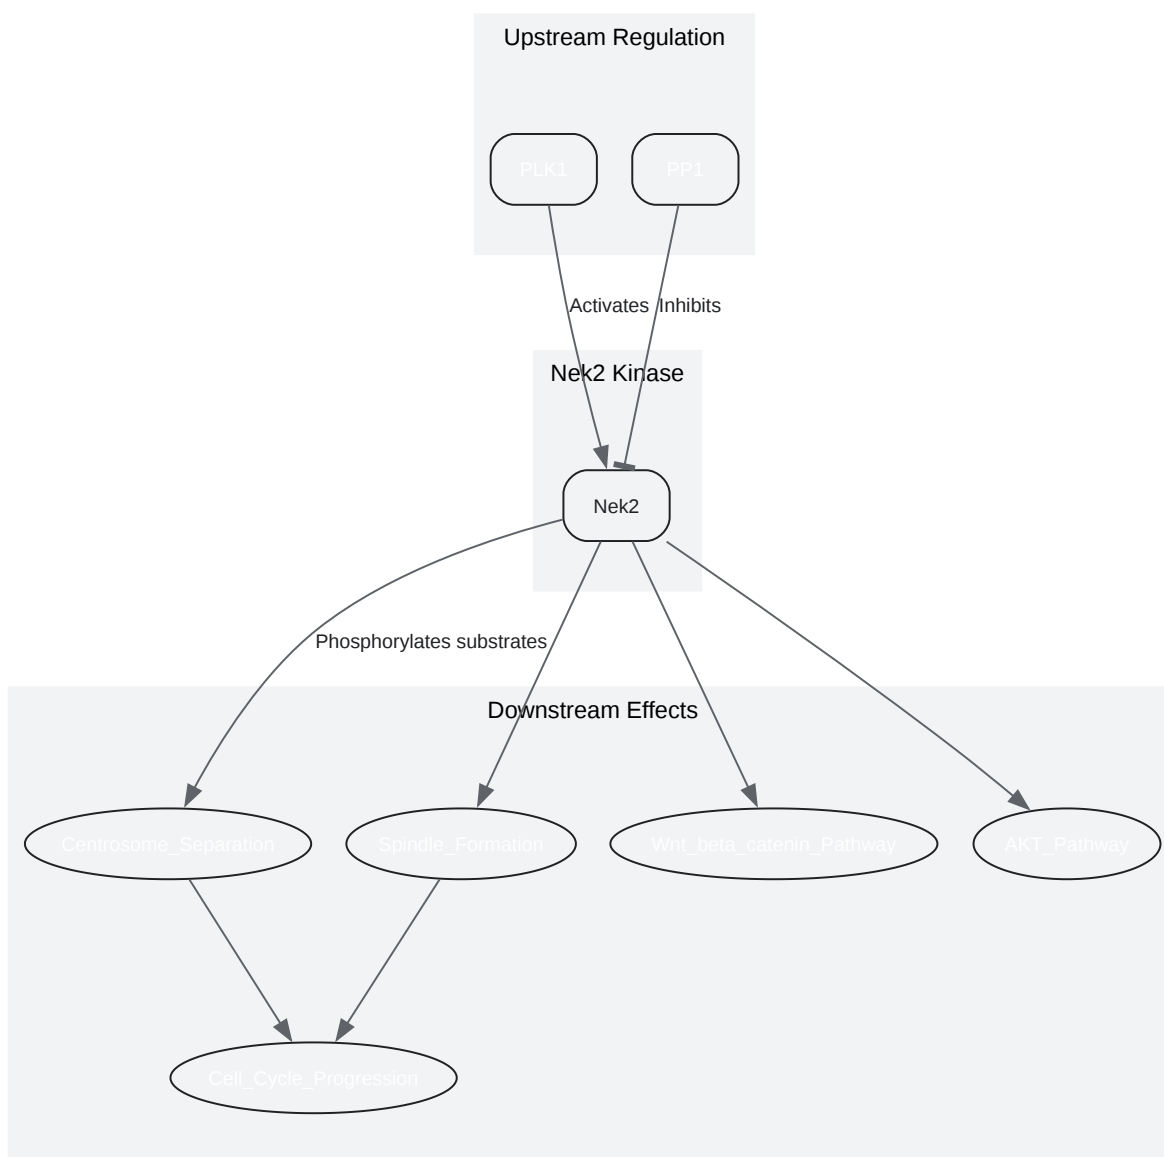 Upstream Regulation
PLK1
PP1
Activates
Inhibits
Nek2 Kinase
Nek2
Phosphorylates substrates
Downstream Effects
Centrosome_Separation
Spindle_Formation
Wnt_beta_catenin_Pathway
AKT_Pathway
Cell_Cycle_Progression